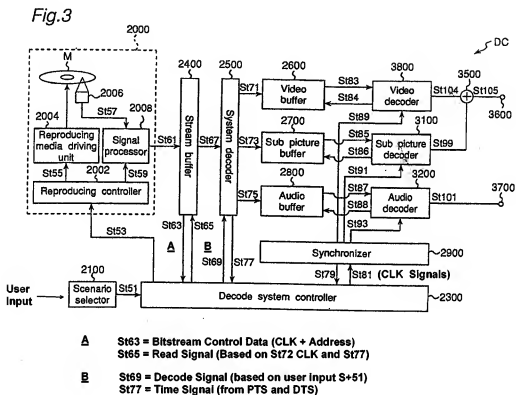 Fig.3
DC
2000
M
2006
St57
2004
2008
Reproducing media driving unit
Signal processor
2002
St55
St59
Reproducing controller
St53
St61
2400
Stream buffer
St67
2500
System decoder
St71
2600
Video buffer
St83
St84
3800
Video decoder
St104
3500
St105
3600
St89
St73
2700
Sub picture buffer
St85
St86
3100
Sub picture decoder
St99
St91
St75
2800
Audio buffer
St87
St88
3200
Audio decoder
St101
3700
St93
St63
A
St65
B
St69
St77
Synchronizer
2900
St79
St81
(CLK Signals)
User Input
2100
Scenario selector
St51
Decode system controller
2300
A St63 = Bitstream Control Data (CLK + Address)
St65 = Read Signal (Based on St72 CLK and St77)
B St69 = Decode Signal (based on user input S+51)
St77 = Time Signal (from PTS and DTS)